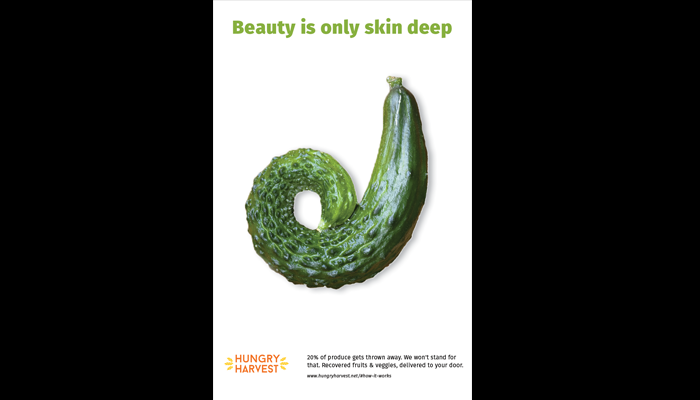 Beauty is only skin deep
HUNGRY
HARVEST
20% of produce gets thrown away. We won't stand for
that. Recovered fruits & veggies, delivered to your door.
www.hungryharvest.net/#how-it-works